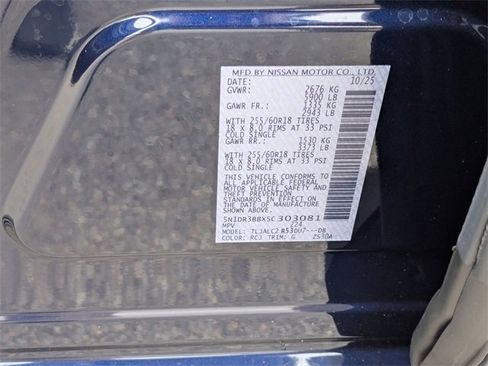 MFD BY NISSAN MOTOR CO., LTD.
DATE: 10/25
GVWR: 2676 KG
5900 LB
GAWR FR.: 1335 KG
2943 LB
WITH 255/60R18 TIRES
18 X 8.0 RIMS AT 33 PSI
COLD SINGLE
GAWR RR.: 1530 KG
3373 LB
WITH 255/60R18 TIRES
18 X 8.0 RIMS AT 33 PSI
COLD SINGLE
THIS VEHICLE CONFORMS TO
ALL APPLICABLE FEDERAL
MOTOR VEHICLE SAFETY
STANDARDS IN EFFECT ON
THE DATE OF MANUFACTURE
SHOWN ABOVE
303081
MPV 224
MODEL:
COLOR: RCJ TRIM: G